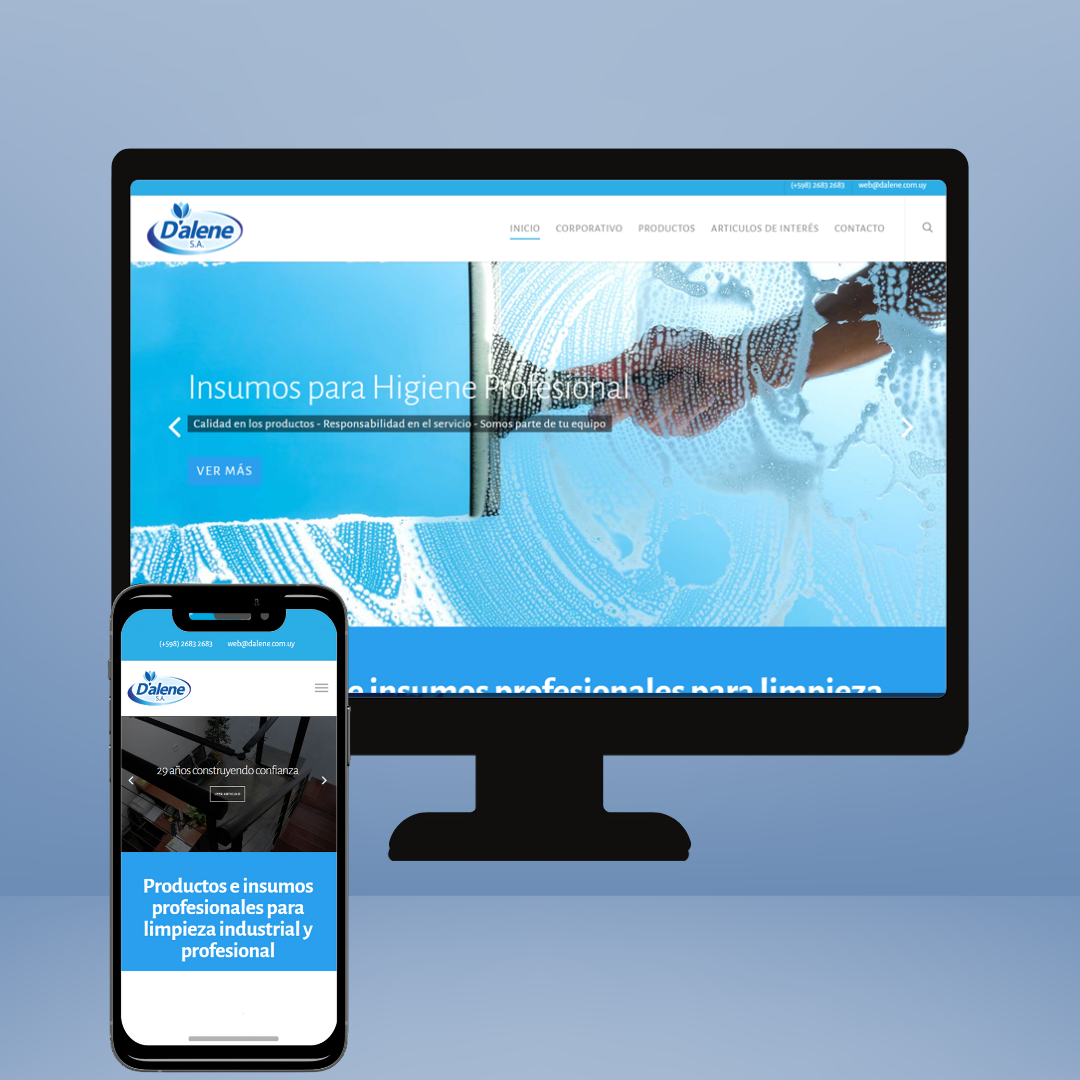 (+598) 2683 2683 web@dalene.com.uy
D'alene
S.A.
INICIO CORPORATIVO PRODUCTOS ARTICULOS DE INTERÉS CONTACTO
Insumos para Higiene Profesional
Calidad en los productos - Responsabilidad en el servicio - Somos parte de tu equipo
VER MÁS
e insumos profesionales para limpieza
(+598) 2683 2683 web@dalene.com.uy
D'alene
S.A.
29 años construyendo confianza
Productos e insumos
profesionales para
limpieza industrial y
profesional